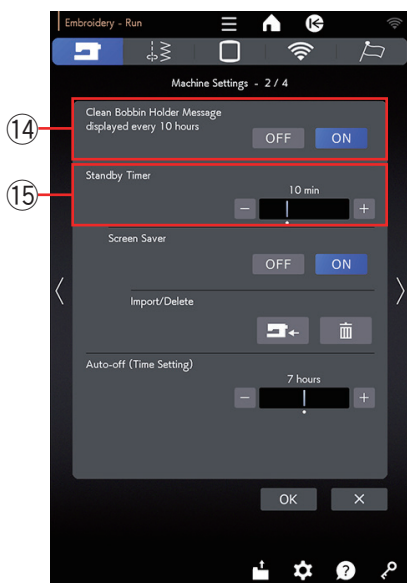 Embroidery - Run
Machine Settings - 2 / 4
⑭
Clean Bobbin Holder Message
displayed every 10 hours
OFF
ON
⑮
Standby Timer
10 min
−
+
Screen Saver
OFF
ON
Import/Delete
Auto-off (Time Setting)
7 hours
−
+
OK
×
?